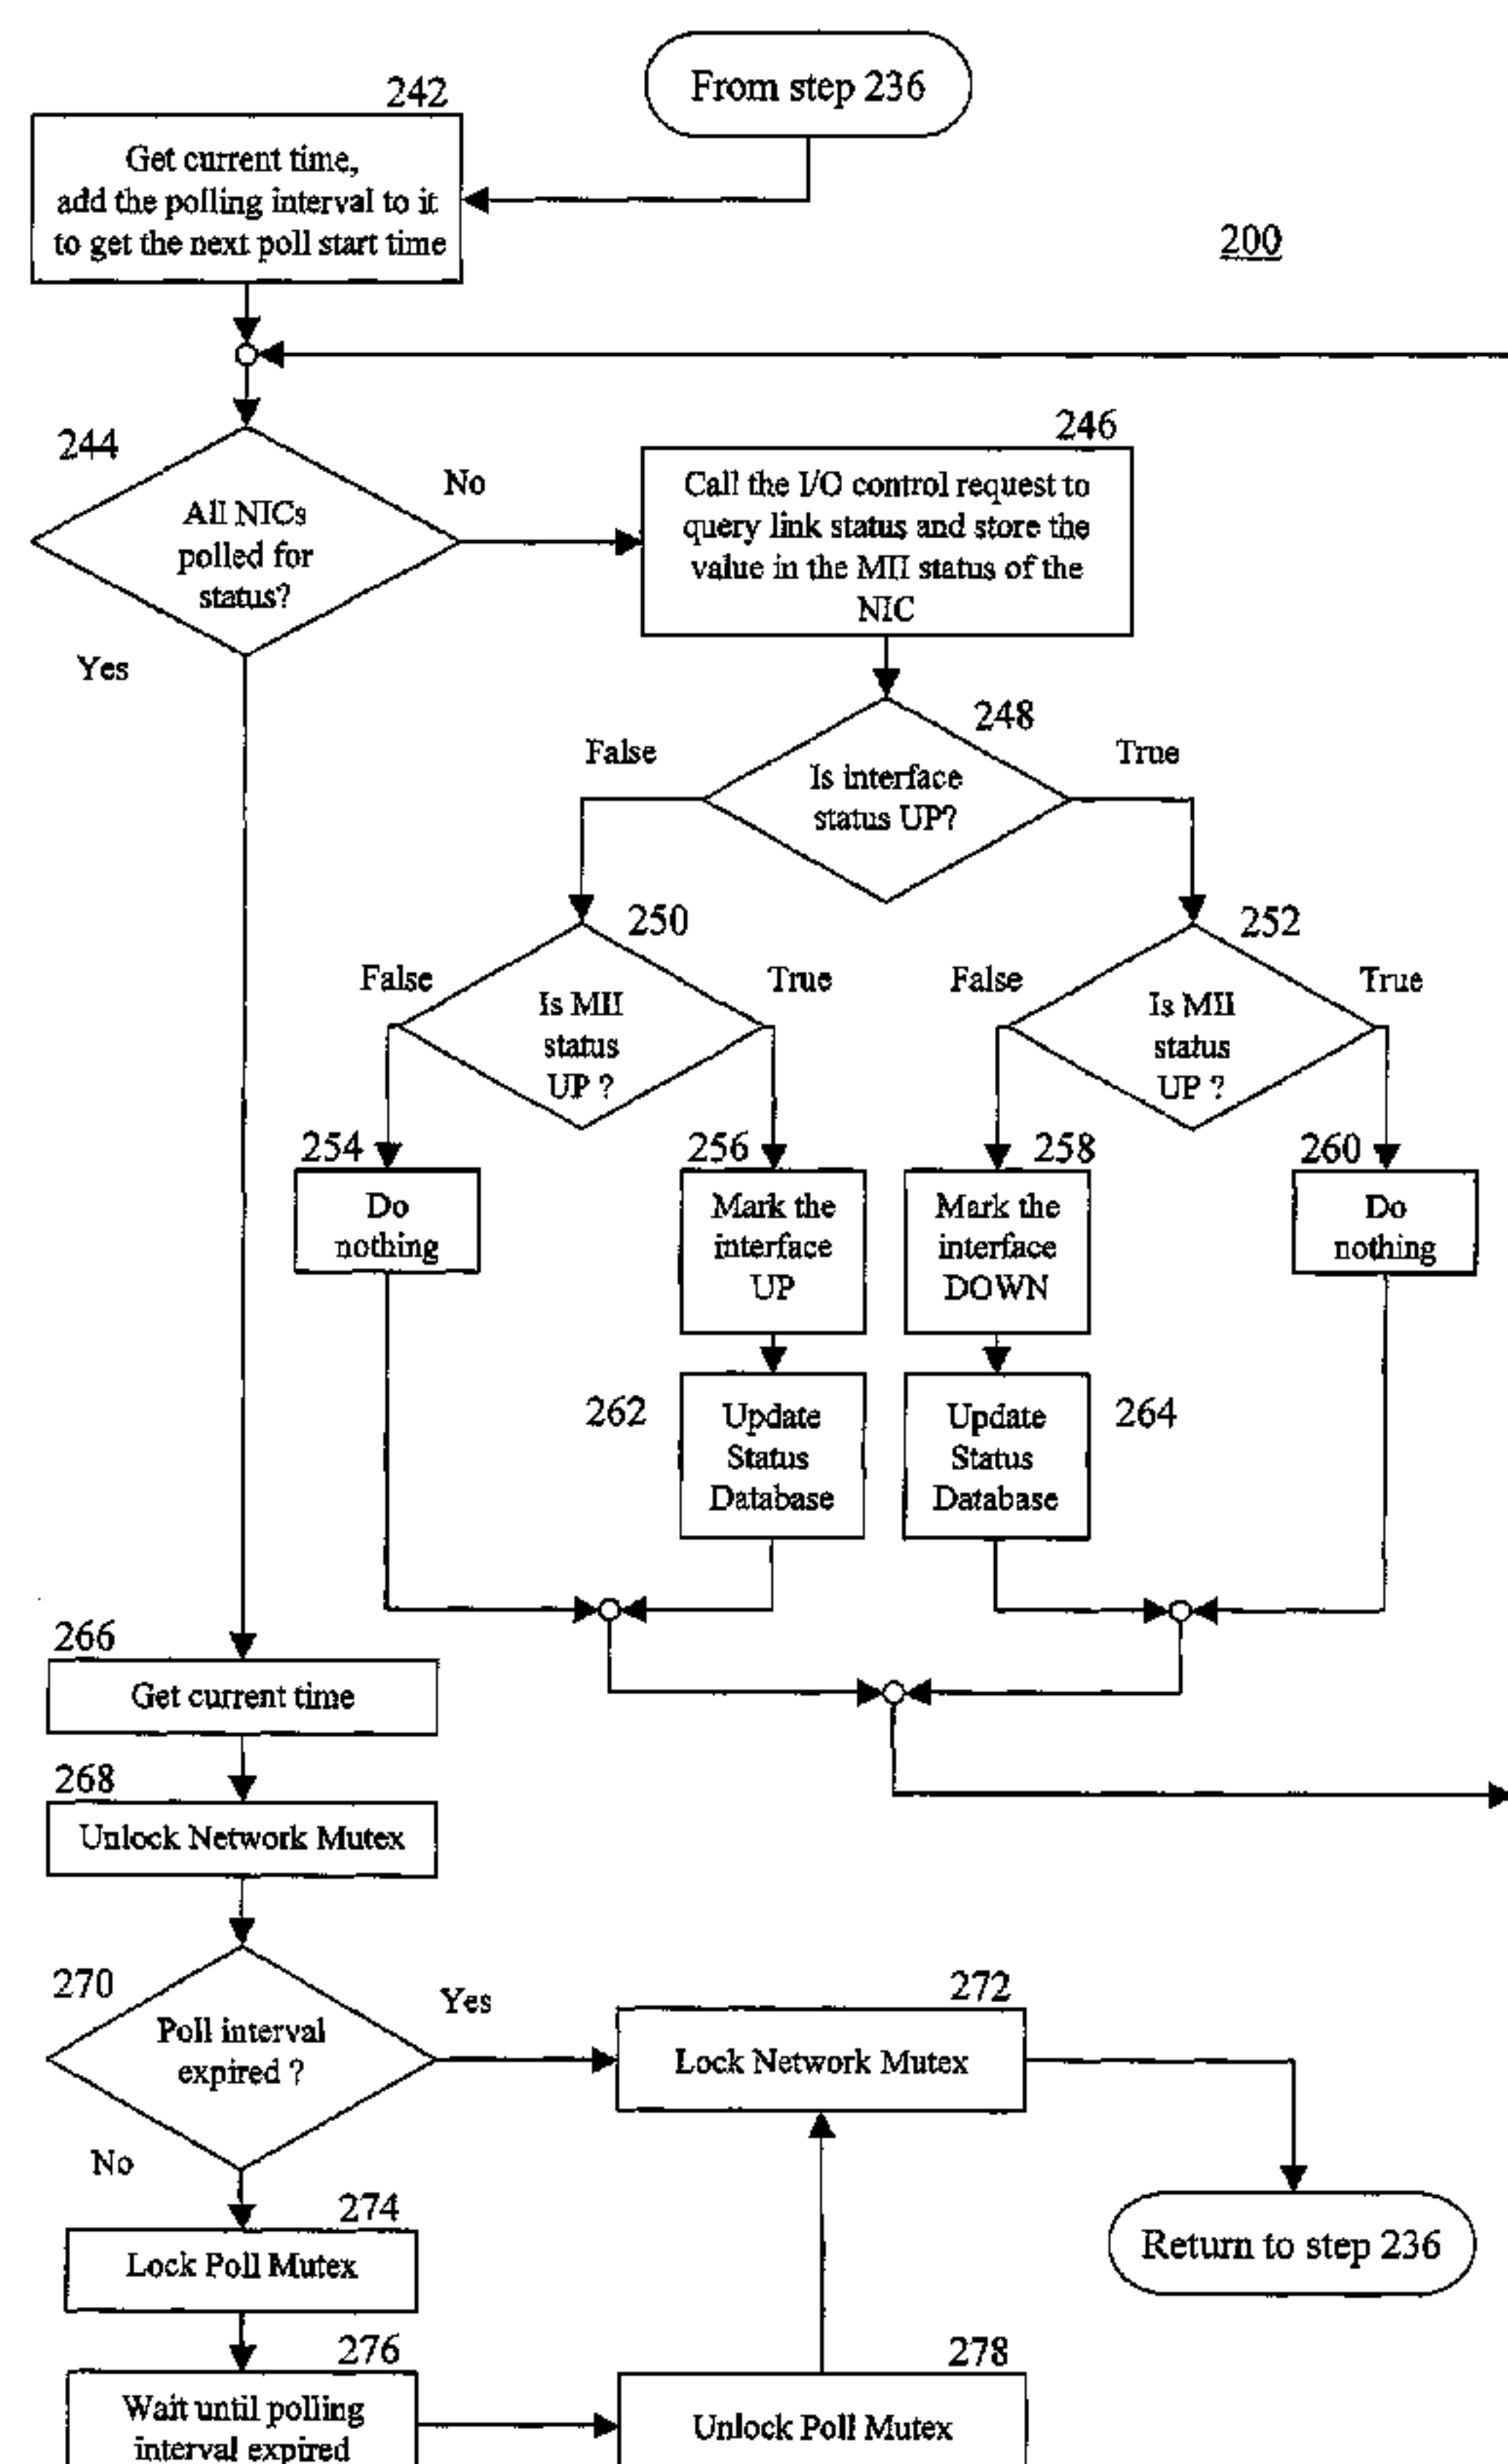 From step 236
242
Get current time,
add the polling interval to it
to get the next poll start time
200
244
All NICs
polled for
status?
No
Yes
246
Call the I/O control request to
query link status and store the
value in the MII status of the
NIC
248
Is interface
status UP?
False
True
250
Is MII
status
UP ?
False
True
252
Is MII
status
UP ?
False
True
254
Do
nothing
256
Mark the
interface
UP
258
Mark the
interface
DOWN
260
Do
nothing
262
Update
Status
Database
Update
Status
Database
264
266
Get current time
268
Unlock Network Mutex
270
Poll interval
expired ?
Yes
No
272
Lock Network Mutex
Return to step 236
274
Lock Poll Mutex
276
Wait until polling
interval expired
278
Unlock Poll Mutex